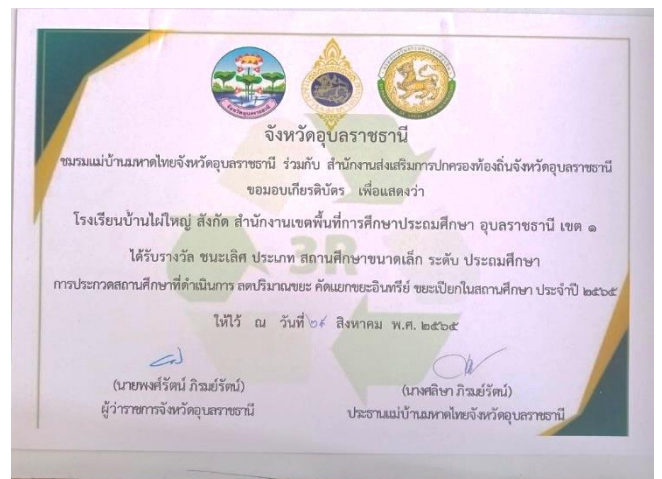 จังหวัดอุบลราชธานี
จังหวัดอุบลราชธานี
ชมรมแม่บ้านมหาดไทยจังหวัดอุบลราชธานี ร่วมกับ สำนักงานส่งเสริมการปกครองท้องถิ่นจังหวัดอุบลราชธานี
ขอมอบเกียรติบัตร เพื่อแสดงว่า
โรงเรียนบ้านไผ่ใหญ่ สังกัด สำนักงานเขตพื้นที่การศึกษาประถมศึกษา อุบลราชธานี เขต ๑
3R
ได้รับรางวัล ชนะเลิศ ประเภท สถานศึกษาขนาดเล็ก ระดับ ประถมศึกษา
การประกวดสถานศึกษาที่ดำเนินการ ลดปริมาณขยะ คัดแยกขยะอินทรีย์ ขยะเปียกในสถานศึกษา ประจำปี ๒๕๖๕
ให้ไว้ ณ วันที่ สิงหาคม พ.ศ. ๒๕๖๕
(นายพงศ์รัตน์ ภิรมย์รัตน์)
ผู้ว่าราชการจังหวัดอุบลราชธานี
(นางศลิษา ภิรมย์รัตน์)
ประธานแม่บ้านมหาดไทยจังหวัดอุบลราชธานี